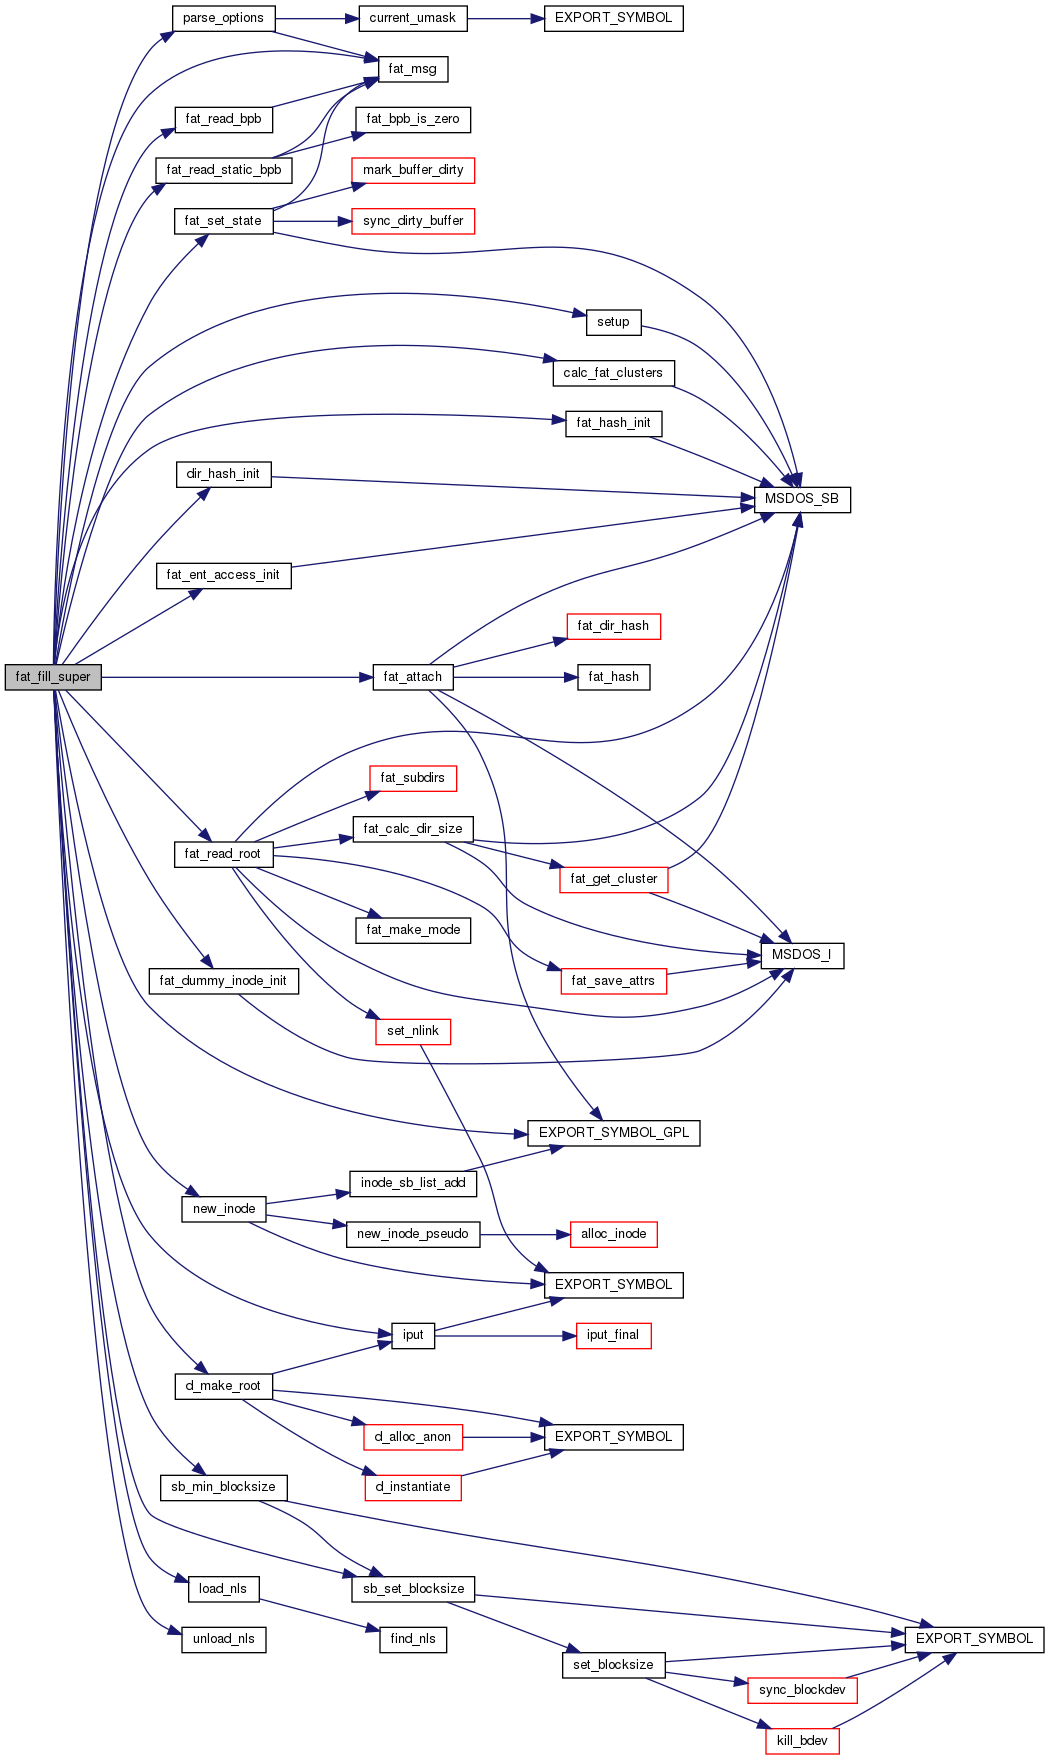 parse_options
current_umask
EXPORT_SYMBOL
fat_msg
fat_read_bpb
fat_bpb_is_zero
fat_read_static_bpb
mark_buffer_dirty
fat_set_state
sync_dirty_buffer
setup
calc_fat_clusters
fat_hash_init
dir_hash_init
MSDOS_SB
fat_ent_access_init
fat_dir_hash
fat_fill_super
fat_attach
fat_hash
fat_subdirs
fat_calc_dir_size
fat_read_root
fat_get_cluster
fat_make_mode
MSDOS_I
fat_dummy_inode_init
fat_save_attrs
set_nlink
EXPORT_SYMBOL_GPL
inode_sb_list_add
new_inode
new_inode_pseudo
alloc_inode
EXPORT_SYMBOL
iput
iput_final
d_make_root
d_alloc_anon
EXPORT_SYMBOL
sb_min_blocksize
d_instantiate
load_nls
sb_set_blocksize
unload_nls
find_nls
EXPORT_SYMBOL
set_blocksize
sync_blockdev
kill_bdev